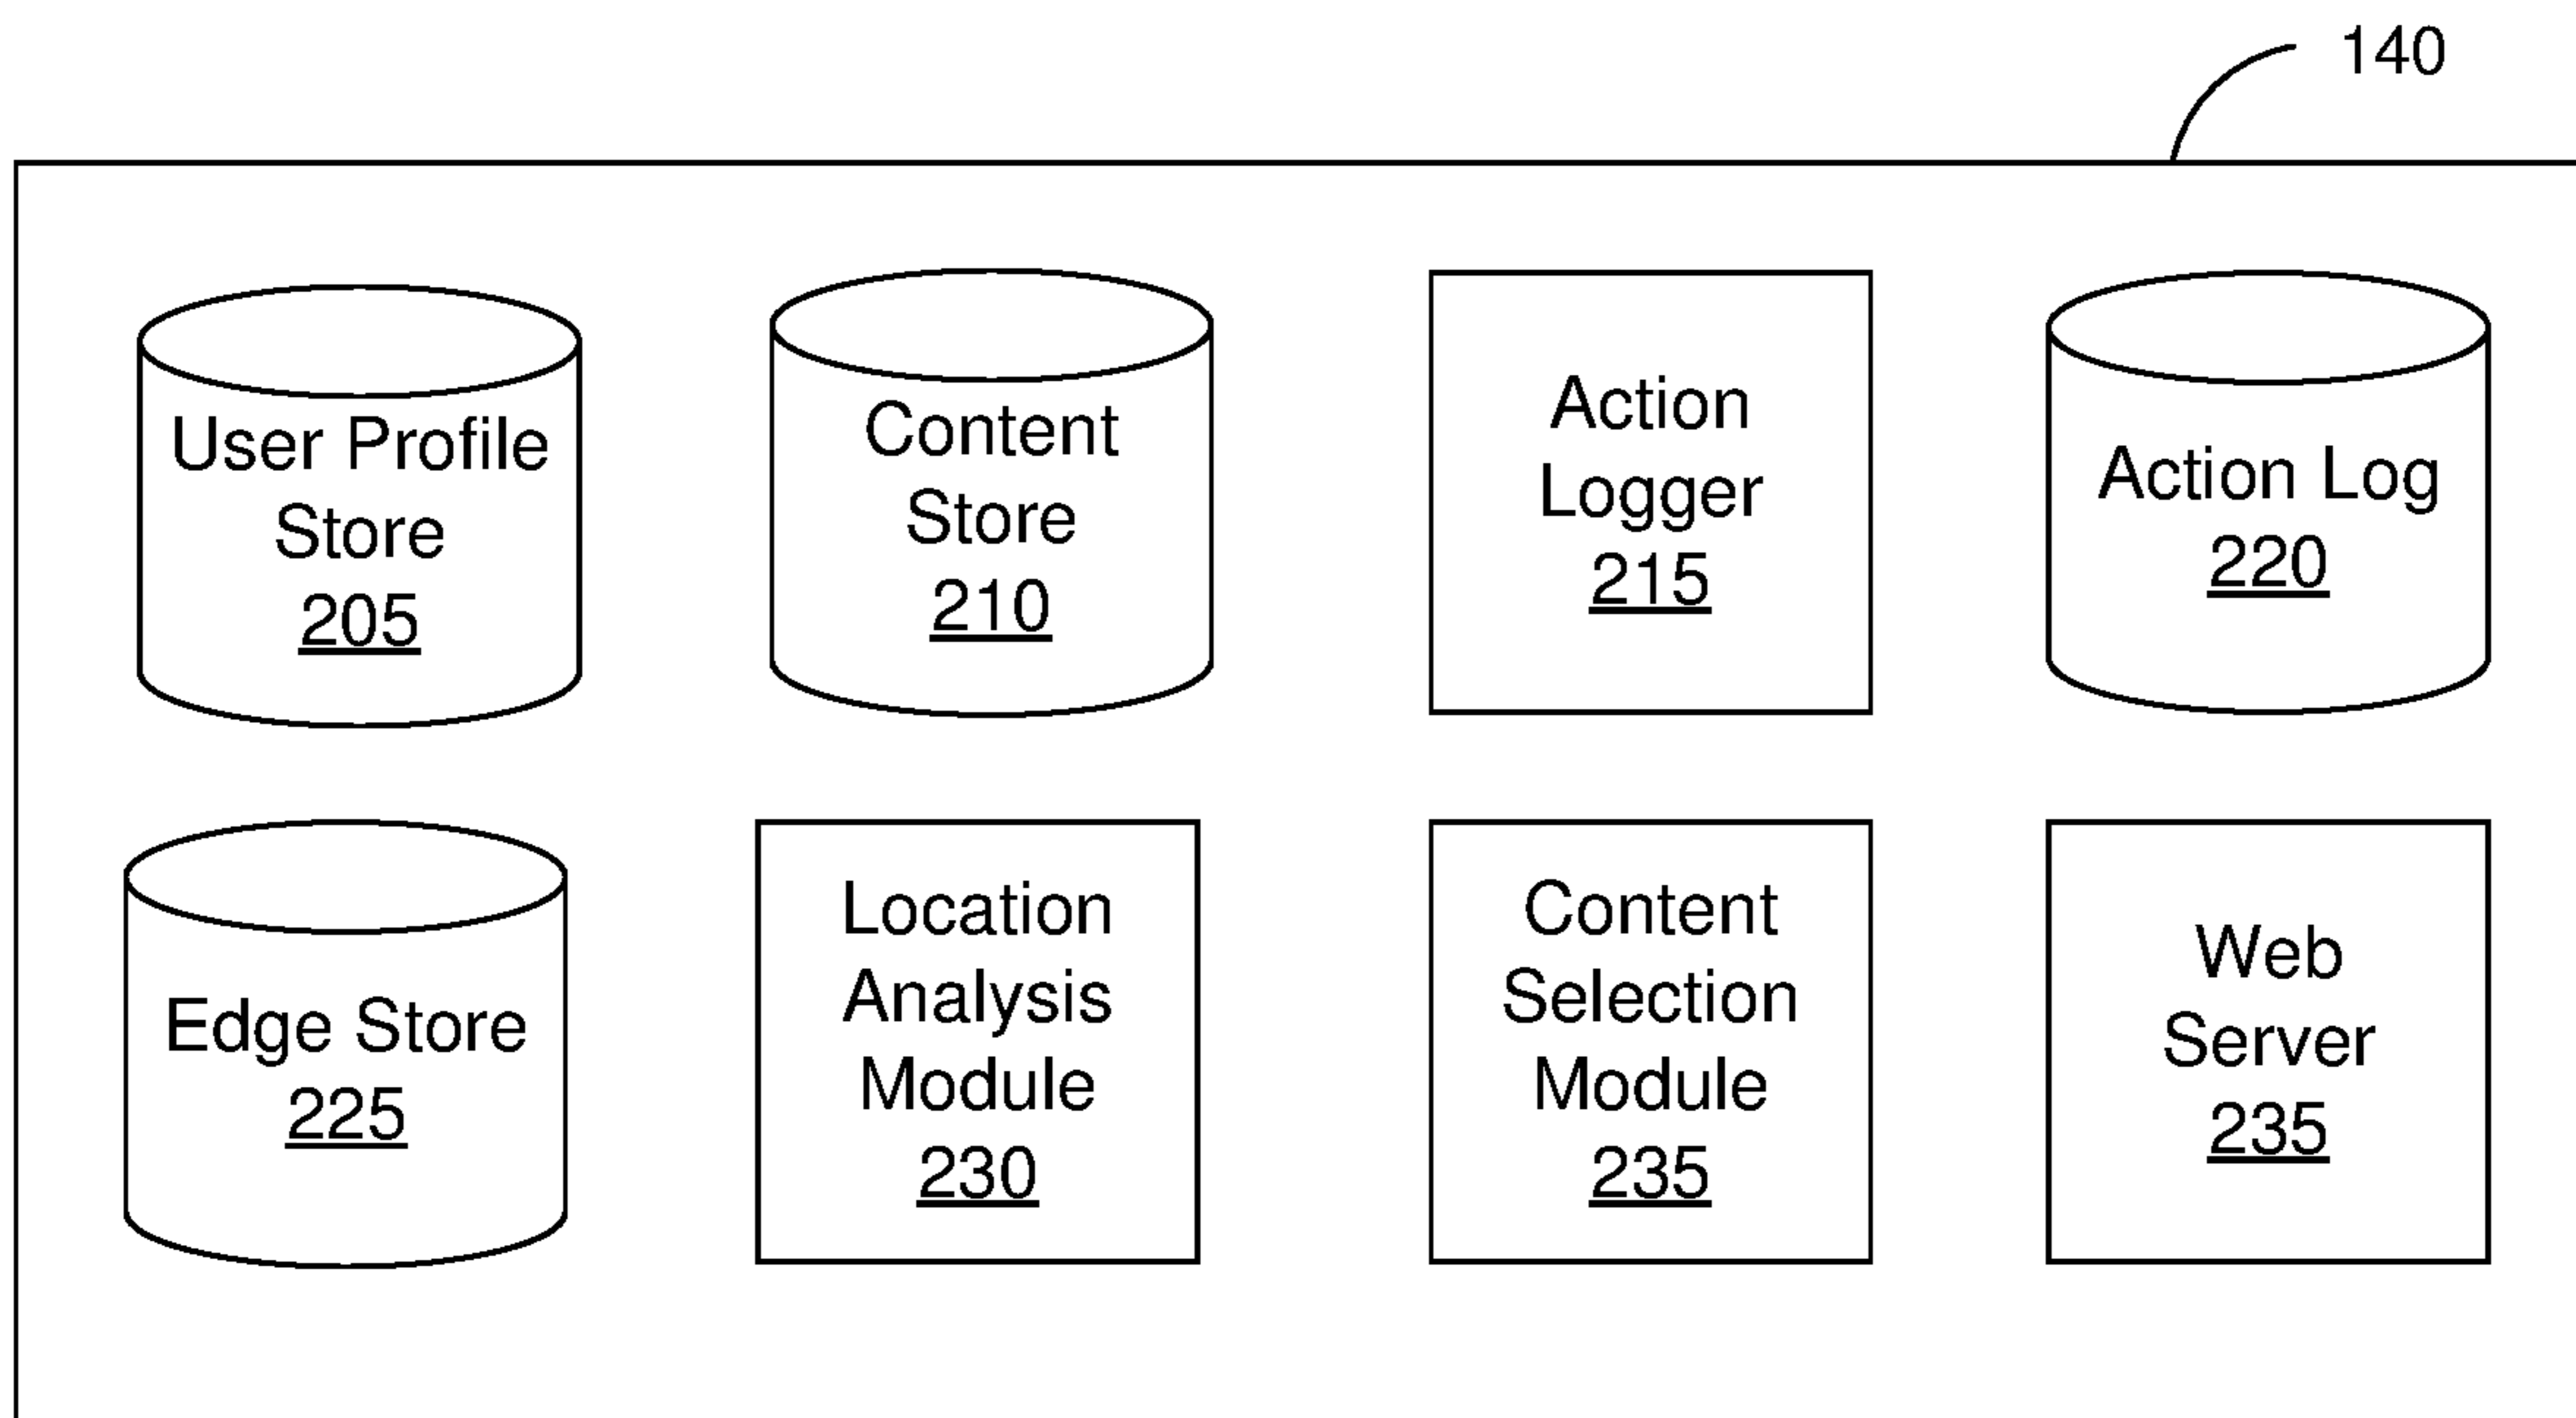 140
User Profile
Store
205
Content
Store
210
Action
Logger
215
Action Log
220
Edge Store
225
Location
Analysis
Module
230
Content
Selection
Module
235
Web
Server
235